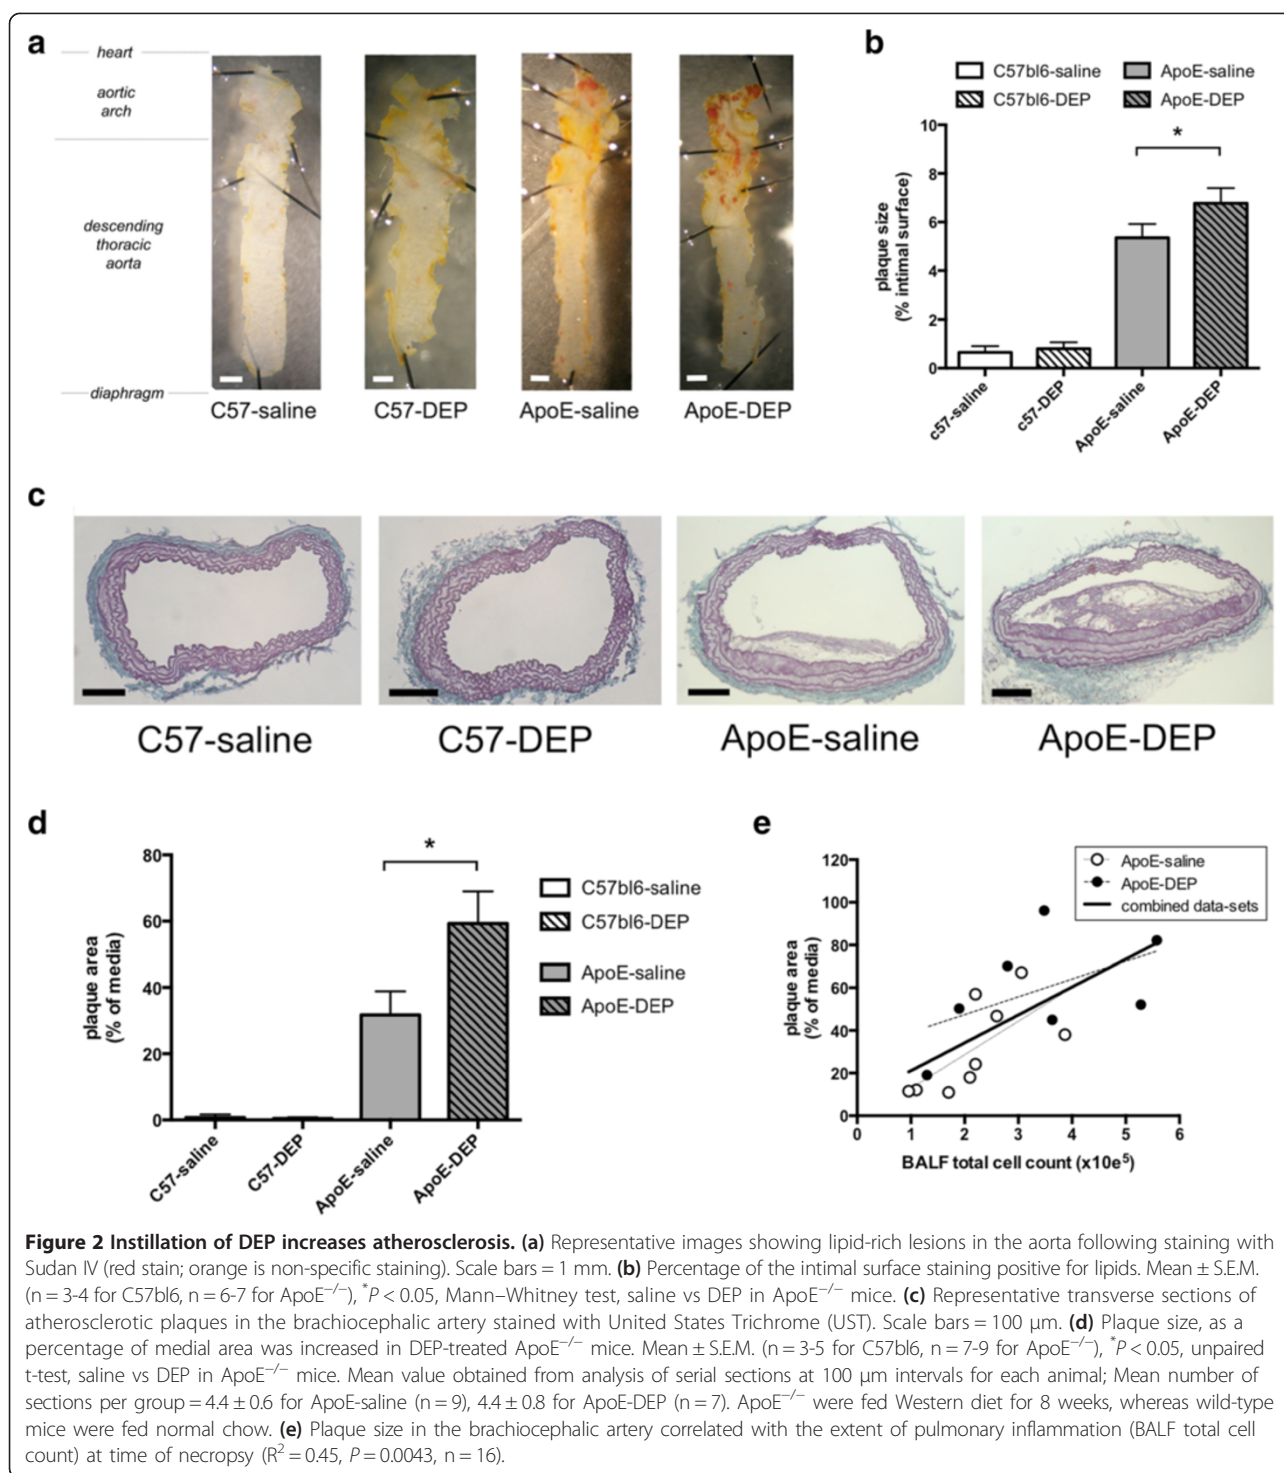 a
heart
aortic
arch
descending
thoracic
aorta
diaphragm
C57-saline
C57-DEP
ApoE-saline
ApoE-DEP
b
C57bl6-saline
ApoE-saline
C57bl6-DEP
ApoE-DEP
plaque size
(% intimal surface)
10
8
6
4
2
0
*
c57-saline
c57-DEP
ApoE-saline
ApoE-DEP
c
C57-saline
C57-DEP
ApoE-saline
ApoE-DEP
d
plaque area
(% of media)
80
60
40
20
0
*
C57-saline
C57-DEP
ApoE-saline
ApoE-DEP
C57bl6-saline
C57bl6-DEP
ApoE-saline
ApoE-DEP
e
plaque area
(% of media)
120
100
80
60
40
20
0
0 1 2 3 4 5 6
BALF total cell count (x10e⁵)
ApoE-saline
ApoE-DEP
combined data-sets
Figure 2 Instillation of DEP increases atherosclerosis. (a) Representative images showing lipid-rich lesions in the aorta following staining with
Sudan IV (red stain; orange is non-specific staining). Scale bars = 1 mm. (b) Percentage of the intimal surface staining positive for lipids. Mean ± S.E.M.
(n = 3-4 for C57bl6, n = 6-7 for ApoE⁻/⁻), *P < 0.05, Mann–Whitney test, saline vs DEP in ApoE⁻/⁻ mice. (c) Representative transverse sections of
atherosclerotic plaques in the brachiocephalic artery stained with United States Trichrome (UST). Scale bars = 100 μm. (d) Plaque size, as a
percentage of medial area was increased in DEP-treated ApoE⁻/⁻ mice. Mean ± S.E.M. (n = 3-5 for C57bl6, n = 7-9 for ApoE⁻/⁻), *P < 0.05, unpaired
t-test, saline vs DEP in ApoE⁻/⁻ mice. Mean value obtained from analysis of serial sections at 100 μm intervals for each animal; Mean number of
sections per group = 4.4 ± 0.6 for ApoE-saline (n = 9), 4.4 ± 0.8 for ApoE-DEP (n = 7). ApoE⁻/⁻ were fed Western diet for 8 weeks, whereas wild-type
mice were fed normal chow. (e) Plaque size in the brachiocephalic artery correlated with the extent of pulmonary inflammation (BALF total cell
count) at time of necropsy (R² = 0.45, P = 0.0043, n = 16).